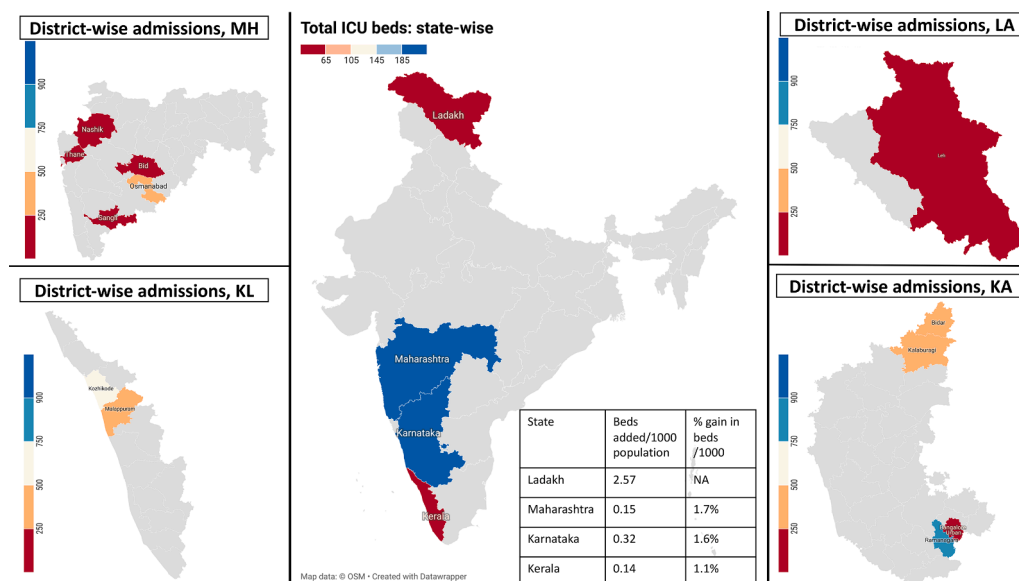 District-wise admissions, MH
900
750
500
250
Nashik
Thane
Bid
Osmanabad
Sangli
District-wise admissions, KL
900
750
500
250
Kozhikode
Malappuram
Total ICU beds: state-wise
65 105 145 185
Ladakh
Maharashtra
Karnataka
Kerala
State
Beds added/1000 population
% gain in beds /1000
Ladakh 2.57 NA
Maharashtra 0.15 1.7%
Karnataka 0.32 1.6%
Kerala 0.14 1.1%
Map data: © OSM • Created with Datawrapper
District-wise admissions, LA
900
750
500
250
Leh
District-wise admissions, KA
900
750
500
250
Bidar
Kalaburagi
Bangalore
Urban